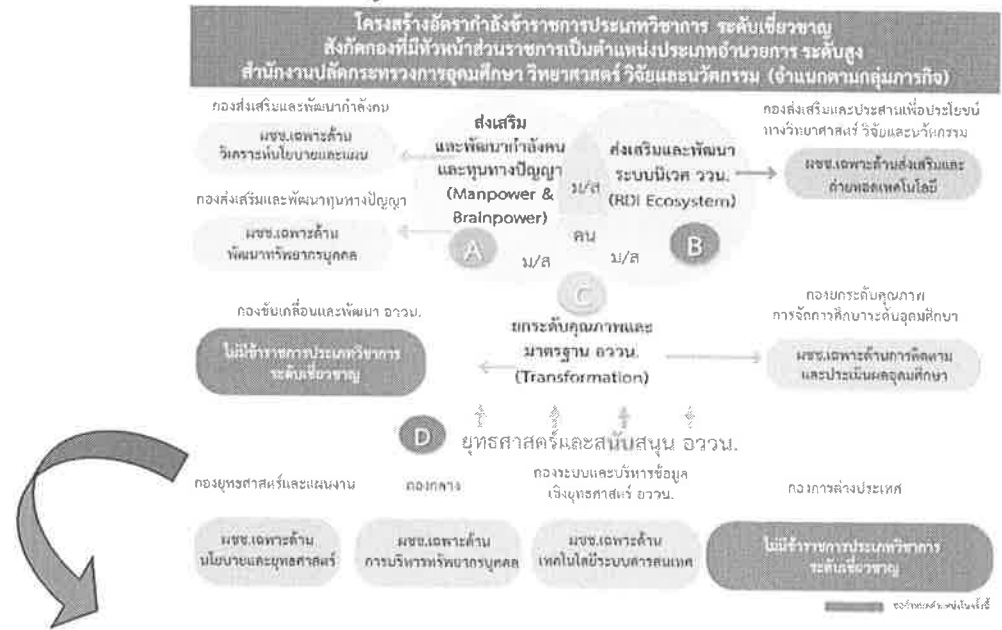 โครงสร้างอัตรากำลังข้าราชการประเภทวิชาการ ระดับเชี่ยวชาญ
สังกัดกองที่มีหัวหน้าส่วนราชการเป็นตำแหน่งประเภทอำนวยการ ระดับสูง
สำนักงานปลัดกระทรวงการอุดมศึกษา วิทยาศาสตร์ วิจัยและนวัตกรรม (จำแนกตามกลุ่มภารกิจ)
กองส่งเสริมและพัฒนากำลังคน
ผชช.เฉพาะด้าน
วิเคราะห์นโยบายและแผน
กองส่งเสริมและพัฒนาทุนทางปัญญา
ผชช.เฉพาะด้าน
พัฒนาทรัพยากรบุคคล
ส่งเสริม
และพัฒนากำลังคน
และทุนทางปัญญา
(Manpower &
Brainpower)
A
ม/ส
ส่งเสริมและพัฒนา
ระบบนิเวศ ววน.
(RDI Ecosystem)
B
คน
ม/ส
ม/ส
กองส่งเสริมและประสานเพื่อประโยชน์
ทางวิทยาศาสตร์ วิจัยและนวัตกรรม
ผชช.เฉพาะด้านส่งเสริมและ
ถ่ายทอดเทคโนโลยี
C
ยกระดับคุณภาพและ
มาตรฐาน อววน.
(Transformation)
กองขับเคลื่อนและพัฒนา อววน.
ไม่มีข้าราชการประเภทวิชาการ
ระดับเชี่ยวชาญ
กองยกระดับคุณภาพ
การจัดการศึกษาระดับอุดมศึกษา
ผชช.เฉพาะด้านการติดตาม
และประเมินผลอุดมศึกษา
D ยุทธศาสตร์และสนับสนุน อววน.
กองยุทธศาสตร์และแผนงาน
ผชช.เฉพาะด้าน
นโยบายและยุทธศาสตร์
กองกลาง
ผชช.เฉพาะด้าน
การบริหารทรัพยากรบุคคล
กองระบบและบริหารข้อมูล
เชิงยุทธศาสตร์ อววน.
ผชช.เฉพาะด้าน
เทคโนโลยีระบบสารสนเทศ
กองการต่างประเทศ
ไม่มีข้าราชการประเภทวิชาการ
ระดับเชี่ยวชาญ
ขอกำหนดตำแหน่งในครั้งนี้